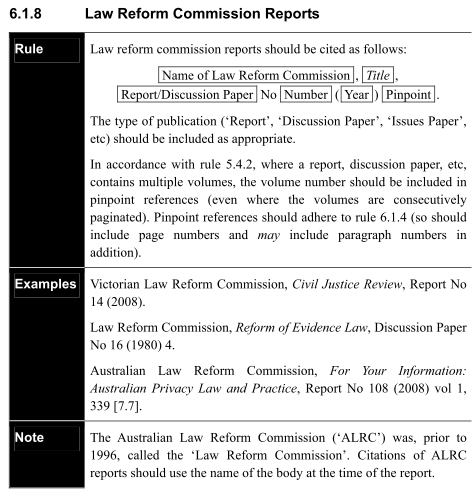 6.1.8 Law Reform Commission Reports
Rule
Law reform commission reports should be cited as follows:
Name of Law Reform Commission , Title ,
Report/Discussion Paper No Number ( Year ) Pinpoint .
The type of publication (‘Report’, ‘Discussion Paper’, ‘Issues Paper’,
etc) should be included as appropriate.
In accordance with rule 5.4.2, where a report, discussion paper, etc,
contains multiple volumes, the volume number should be included in
pinpoint references (even where the volumes are consecutively
paginated). Pinpoint references should adhere to rule 6.1.4 (so should
include page numbers and may include paragraph numbers in
addition).
Examples
Victorian Law Reform Commission, Civil Justice Review, Report No
14 (2008).
Law Reform Commission, Reform of Evidence Law, Discussion Paper
No 16 (1980) 4.
Australian Law Reform Commission, For Your Information:
Australian Privacy Law and Practice, Report No 108 (2008) vol 1,
339 [7.7].
Note
The Australian Law Reform Commission (‘ALRC’) was, prior to
1996, called the ‘Law Reform Commission’. Citations of ALRC
reports should use the name of the body at the time of the report.